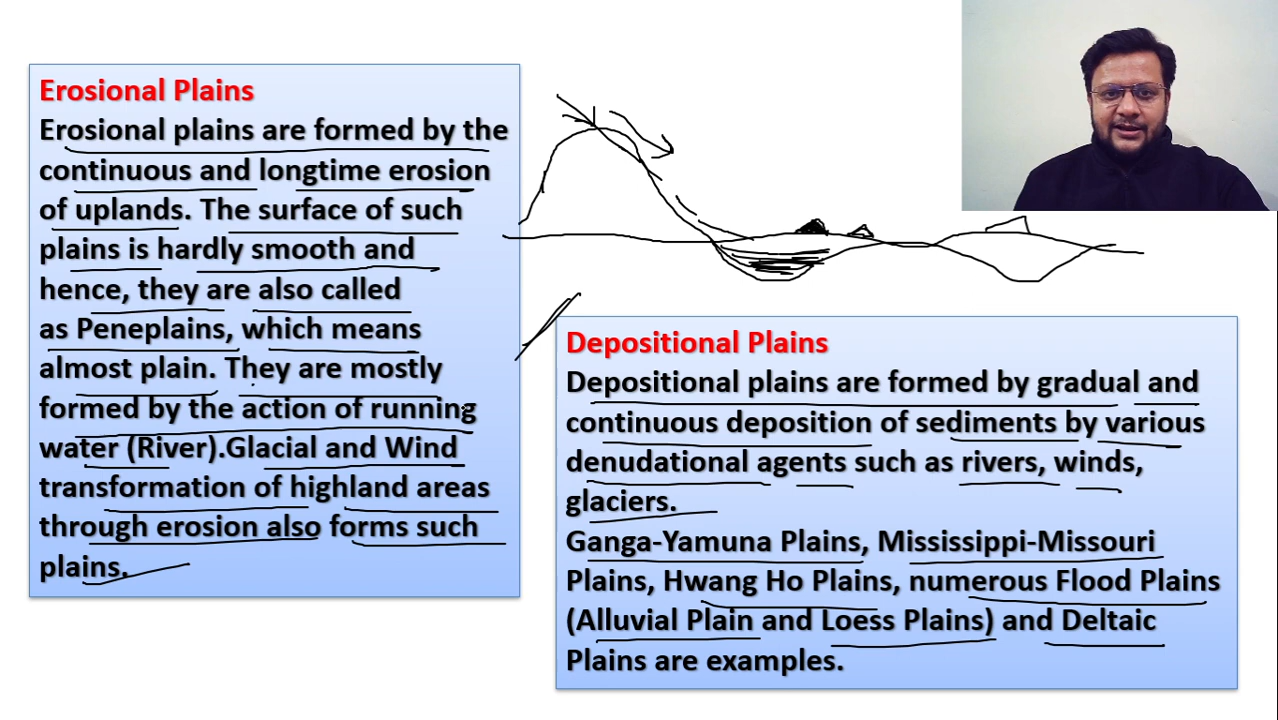 Erosional Plains
Erosional plains are formed by the
continuous and longtime erosion
of uplands. The surface of such
plains is hardly smooth and
hence, they are also called
as Peneplains, which means
almost plain. They are mostly
formed by the action of running
water (River).Glacial and Wind
transformation of highland areas
through erosion also forms such
plains.
Depositional Plains
Depositional plains are formed by gradual and
continuous deposition of sediments by various
denudational agents such as rivers, winds,
glaciers.
Ganga-Yamuna Plains, Mississippi-Missouri
Plains, Hwang Ho Plains, numerous Flood Plains
(Alluvial Plain and Loess Plains) and Deltaic
Plains are examples.